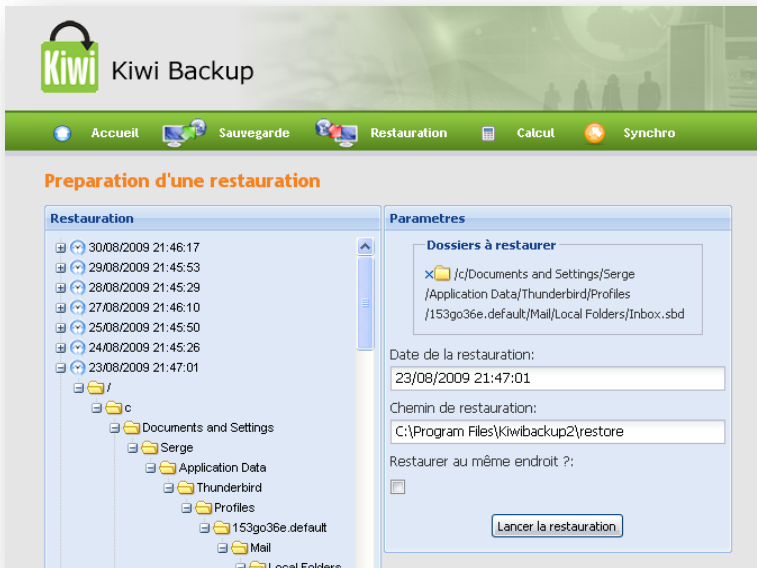 Kiwi
Kiwi Backup
Accueil Sauvegarde Restauration Calcul Synchro
Preparation d'une restauration
Restauration
30/08/2009 21:46:17
29/08/2009 21:45:53
28/08/2009 21:45:29
27/08/2009 21:46:10
25/08/2009 21:45:50
24/08/2009 21:45:26
23/08/2009 21:47:01
/
c
Documents and Settings
Serge
Application Data
Thunderbird
Profiles
153go36e.default
Mail
Local Folders
Parametres
Dossiers à restaurer
/c/Documents and Settings/Serge
/Application Data/Thunderbird/Profiles
/153go36e.default/Mail/Local Folders/Inbox.sbd
Date de la restauration:
23/08/2009 21:47:01
Chemin de restauration:
C:\Program Files\Kiwibackup2\restore
Restaurer au même endroit ?:
Lancer la restauration